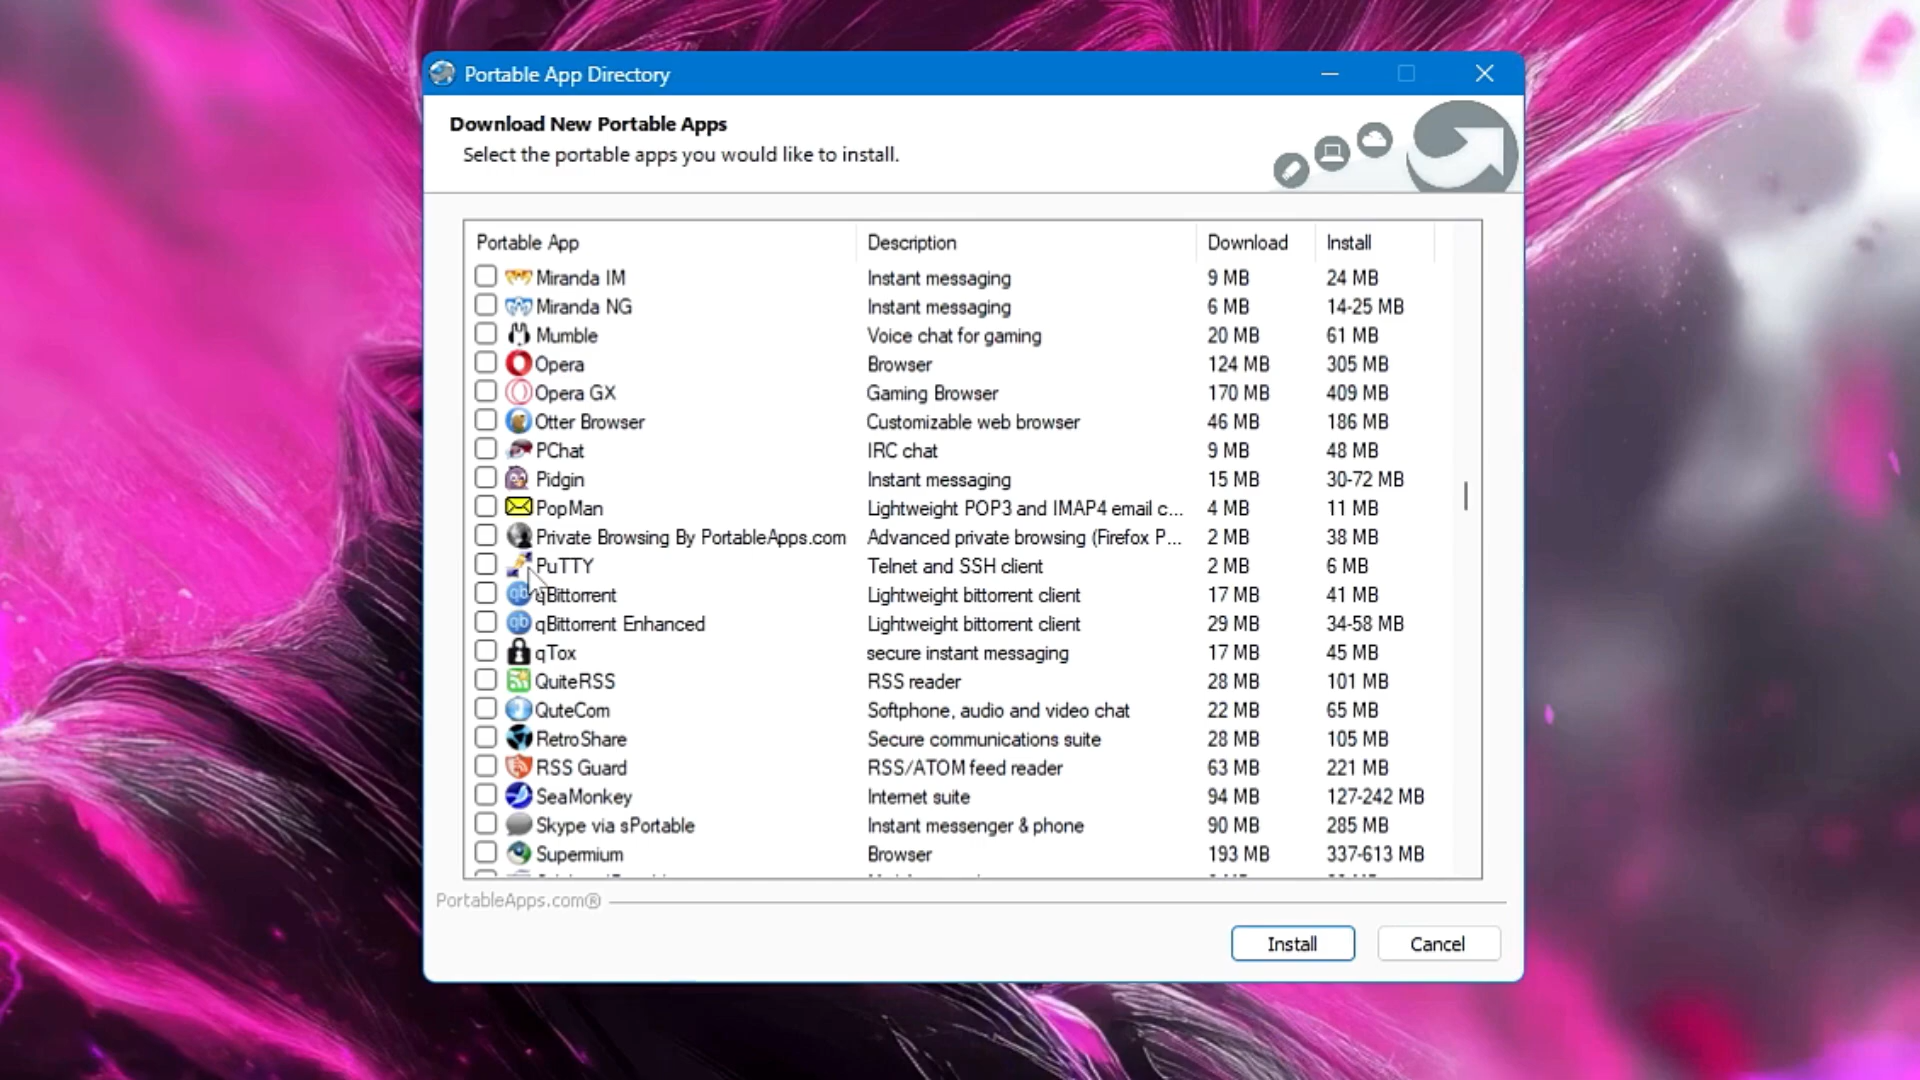 Portable App Directory
Download New Portable Apps
Select the portable apps you would like to install.
Portable App Description Download Install
Miranda IM Instant messaging 9 MB 24 MB
Miranda NG Instant messaging 6 MB 14-25 MB
Mumble Voice chat for gaming 20 MB 61 MB
Opera Browser 124 MB 305 MB
Opera GX Gaming Browser 170 MB 409 MB
Otter Browser Customizable web browser 46 MB 186 MB
PChat IRC chat 9 MB 48 MB
Pidgin Instant messaging 15 MB 30-72 MB
PopMan Lightweight POP3 and IMAP4 email c... 4 MB 11 MB
Private Browsing By PortableApps.com Advanced private browsing (Firefox P... 2 MB 38 MB
PuTTY Telnet and SSH client 2 MB 6 MB
qBittorrent Lightweight bittorrent client 17 MB 41 MB
qBittorrent Enhanced Lightweight bittorrent client 29 MB 34-58 MB
qTox secure instant messaging 17 MB 45 MB
QuiteRSS RSS reader 28 MB 101 MB
QuteCom Softphone, audio and video chat 22 MB 65 MB
RetroShare Secure communications suite 28 MB 105 MB
RSS Guard RSS/ATOM feed reader 63 MB 221 MB
SeaMonkey Internet suite 94 MB 127-242 MB
Skype via sPortable Instant messenger & phone 90 MB 285 MB
Supermium Browser 193 MB 337-613 MB
PortableApps.com®
Install Cancel